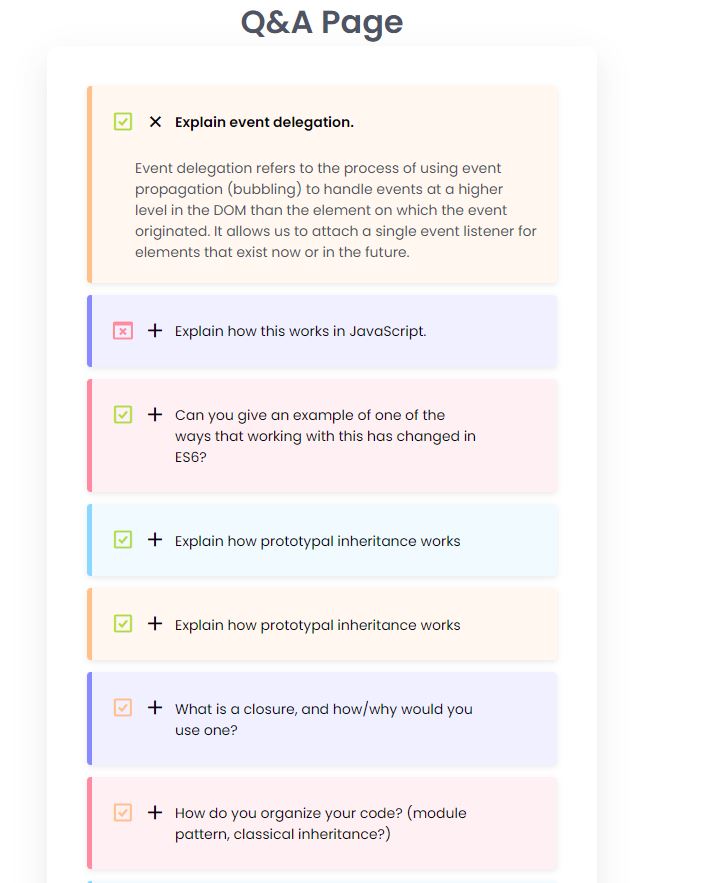 Q&A Page
Explain event delegation.
Event delegation refers to the process of using event
propagation (bubbling) to handle events at a higher
level in the DOM than the element on which the event
originated. It allows us to attach a single event listener for
elements that exist now or in the future.
Explain how this works in JavaScript.
Can you give an example of one of the
ways that working with this has changed in
ES6?
Explain how prototypal inheritance works
Explain how prototypal inheritance works
What is a closure, and how/why would you
use one?
How do you organize your code? (module
pattern, classical inheritance?)